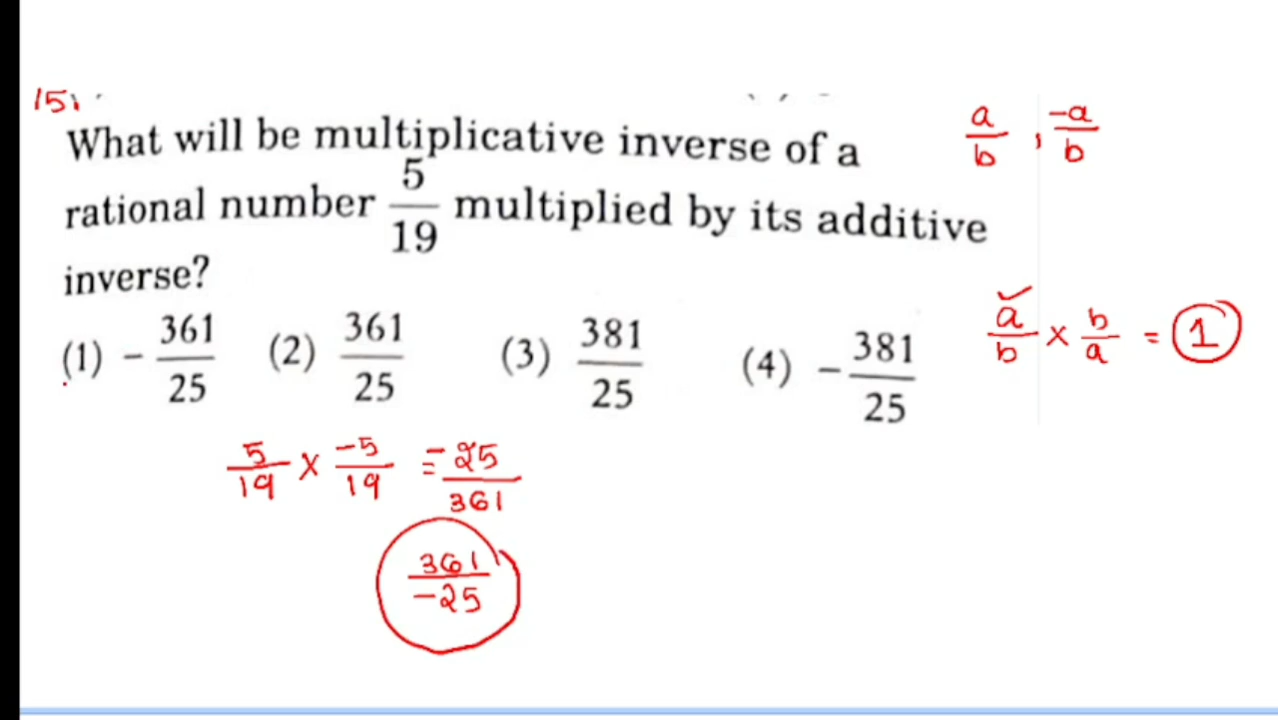 15.
What will be multiplicative inverse of a
rational number 5/19 multiplied by its additive
inverse?
(1) - 361/25 (2) 361/25 (3) 381/25 (4) - 381/25
a/b , -a/b
a/b × b/a = 1
5/19 × -5/19 = -25/361
361/-25